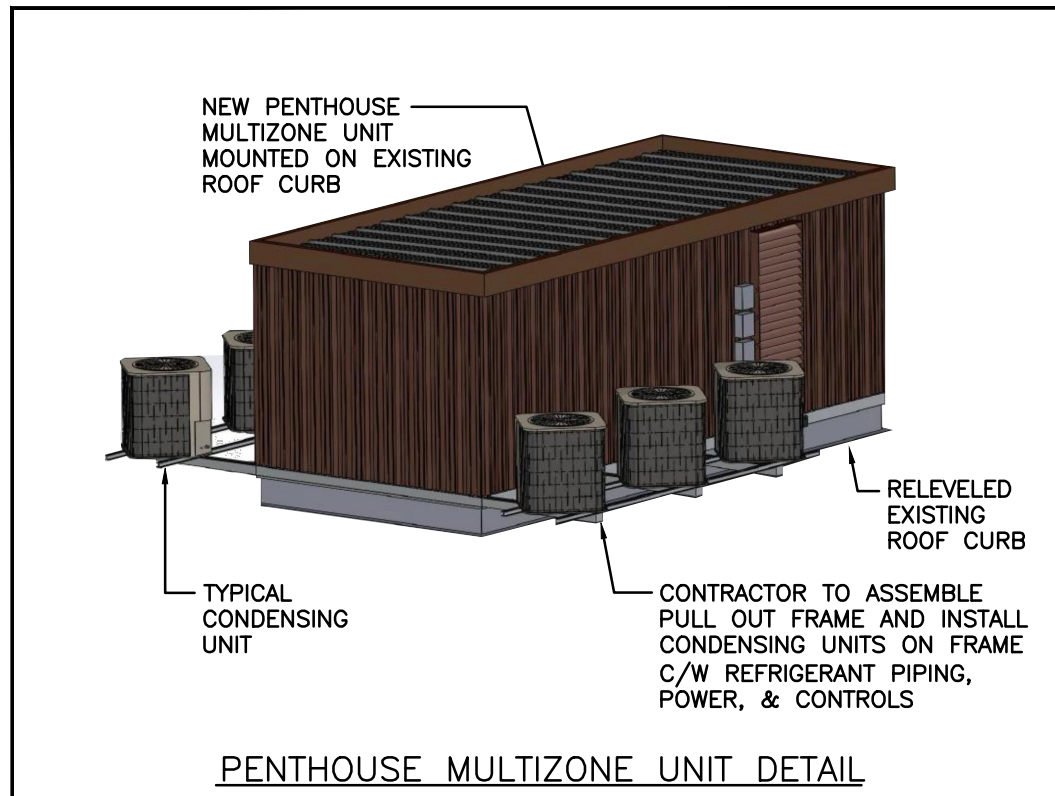 NEW PENTHOUSE
MULTIZONE UNIT
MOUNTED ON EXISTING
ROOF CURB
RELEVELED
EXISTING
ROOF CURB
TYPICAL
CONDENSING
UNIT
CONTRACTOR TO ASSEMBLE
PULL OUT FRAME AND INSTALL
CONDENSING UNITS ON FRAME
C/W REFRIGERANT PIPING,
POWER, & CONTROLS
PENTHOUSE MULTIZONE UNIT DETAIL